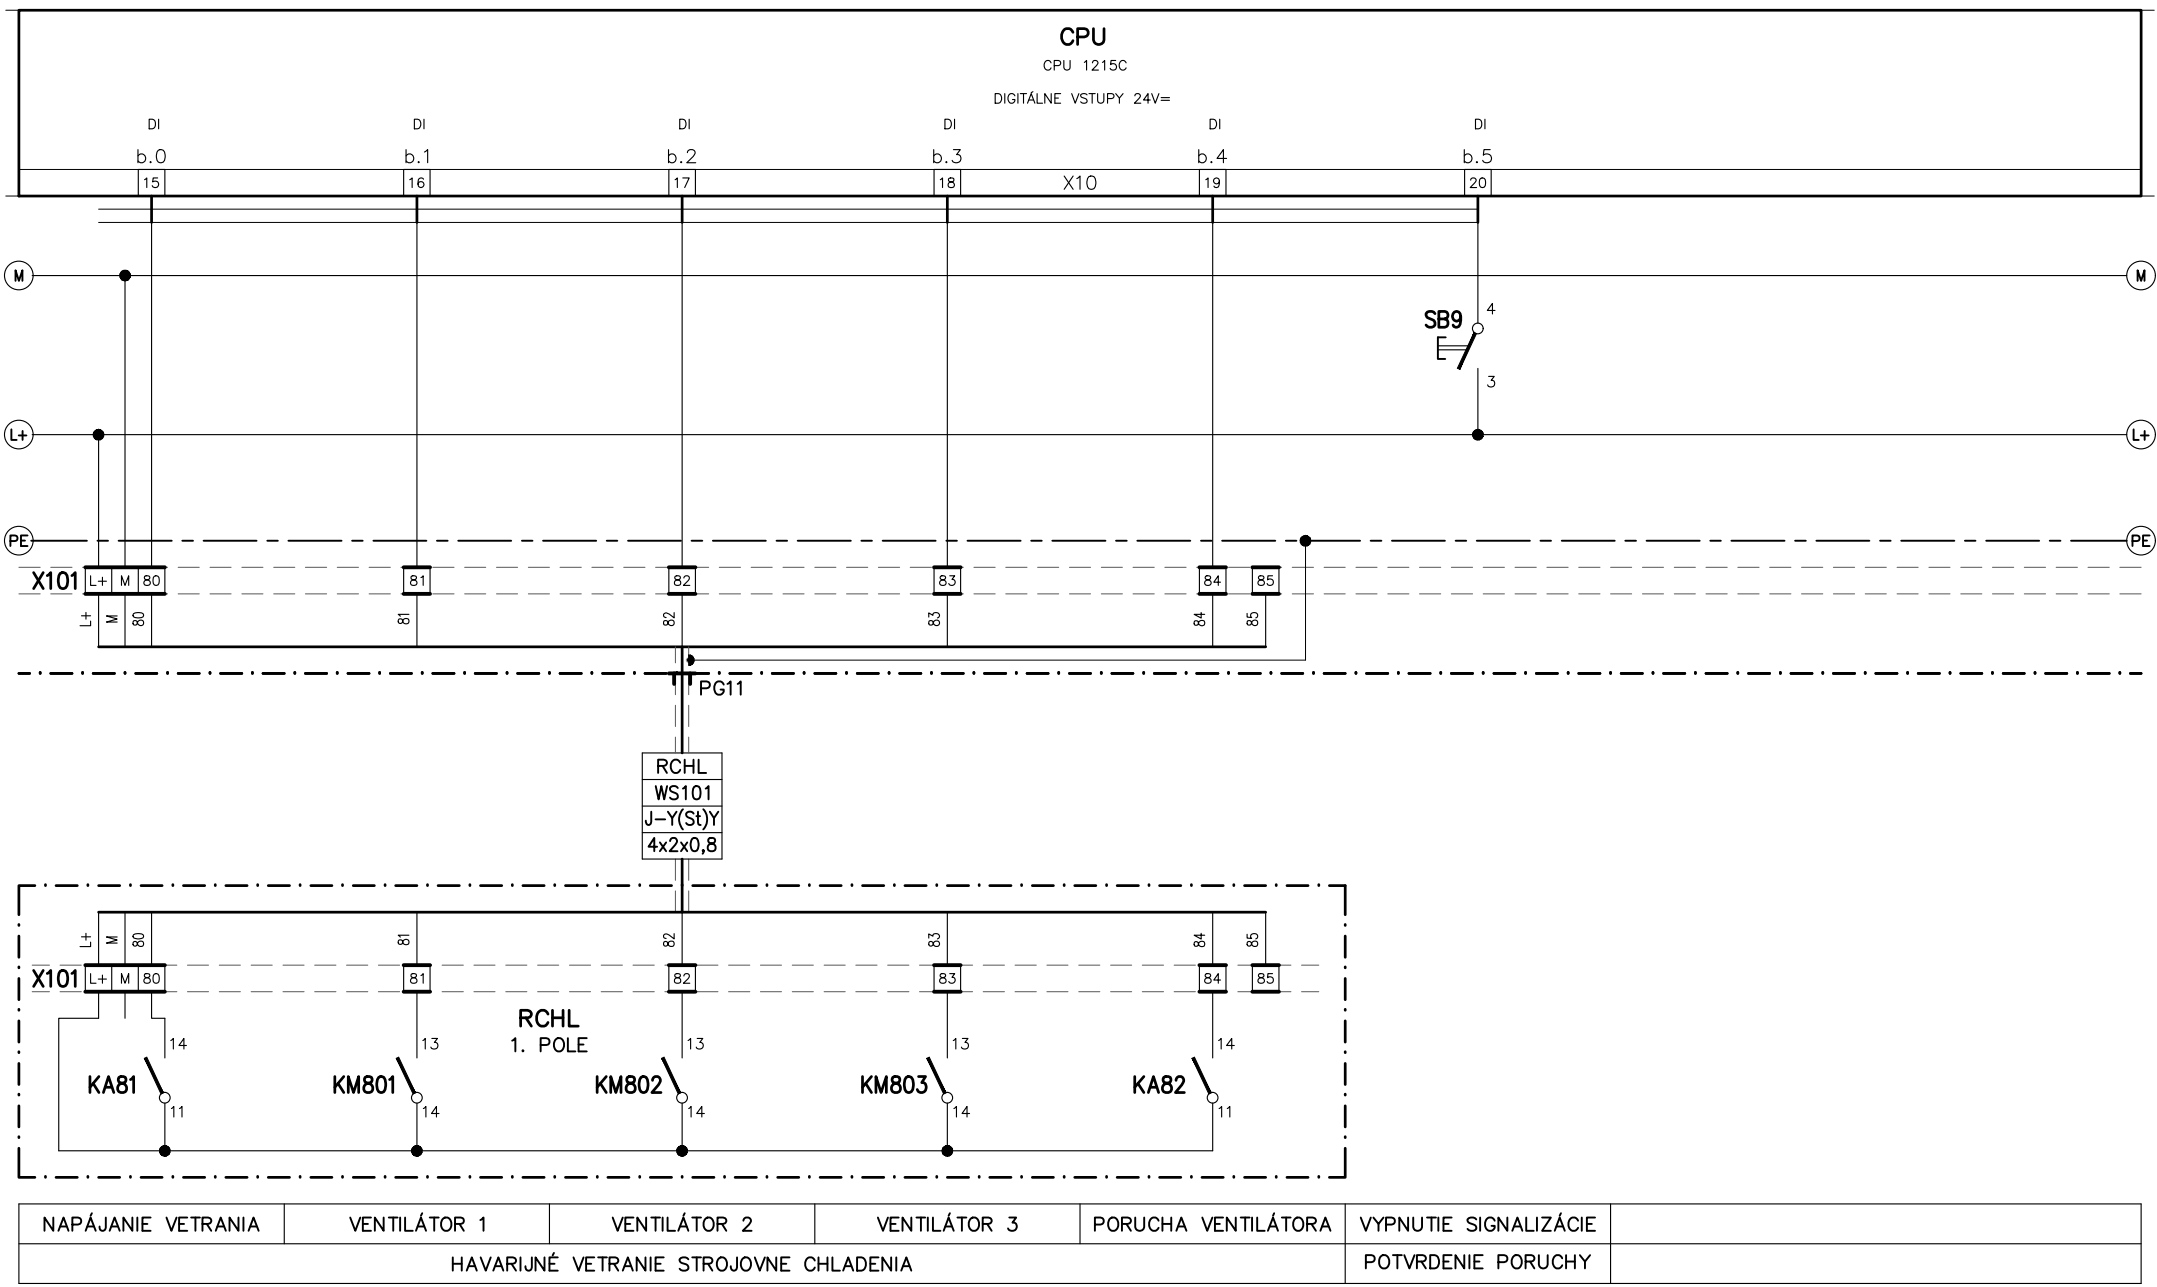 CPU
CPU 1215C
DIGITÁLNE VSTUPY 24V=
DI DI DI DI DI DI
b.0 b.1 b.2 b.3 b.4 b.5
15 16 17 18 X10 19 20
M M
4
SB9
3
L+ L+
PE PE
X101 L+ M 80 81 82 83 84 85
L+ M 80 81 82 83 84 85
PG11
RCHL
WS101
J-Y(St)Y
4x2x0,8
L+ M 80 81 82 83 84 85
X101 L+ M 80 81 82 83 84 85
RCHL
1. POLE
14 13 13 13 14
KA81 KM801 KM802 KM803 KA82
11 14 14 14 11
NAPÁJANIE VETRANIA VENTILÁTOR 1 VENTILÁTOR 2 VENTILÁTOR 3 PORUCHA VENTILÁTORA VYPNUTIE SIGNALIZÁCIE
HAVARIJNÉ VETRANIE STROJOVNE CHLADENIA POTVRDENIE PORUCHY